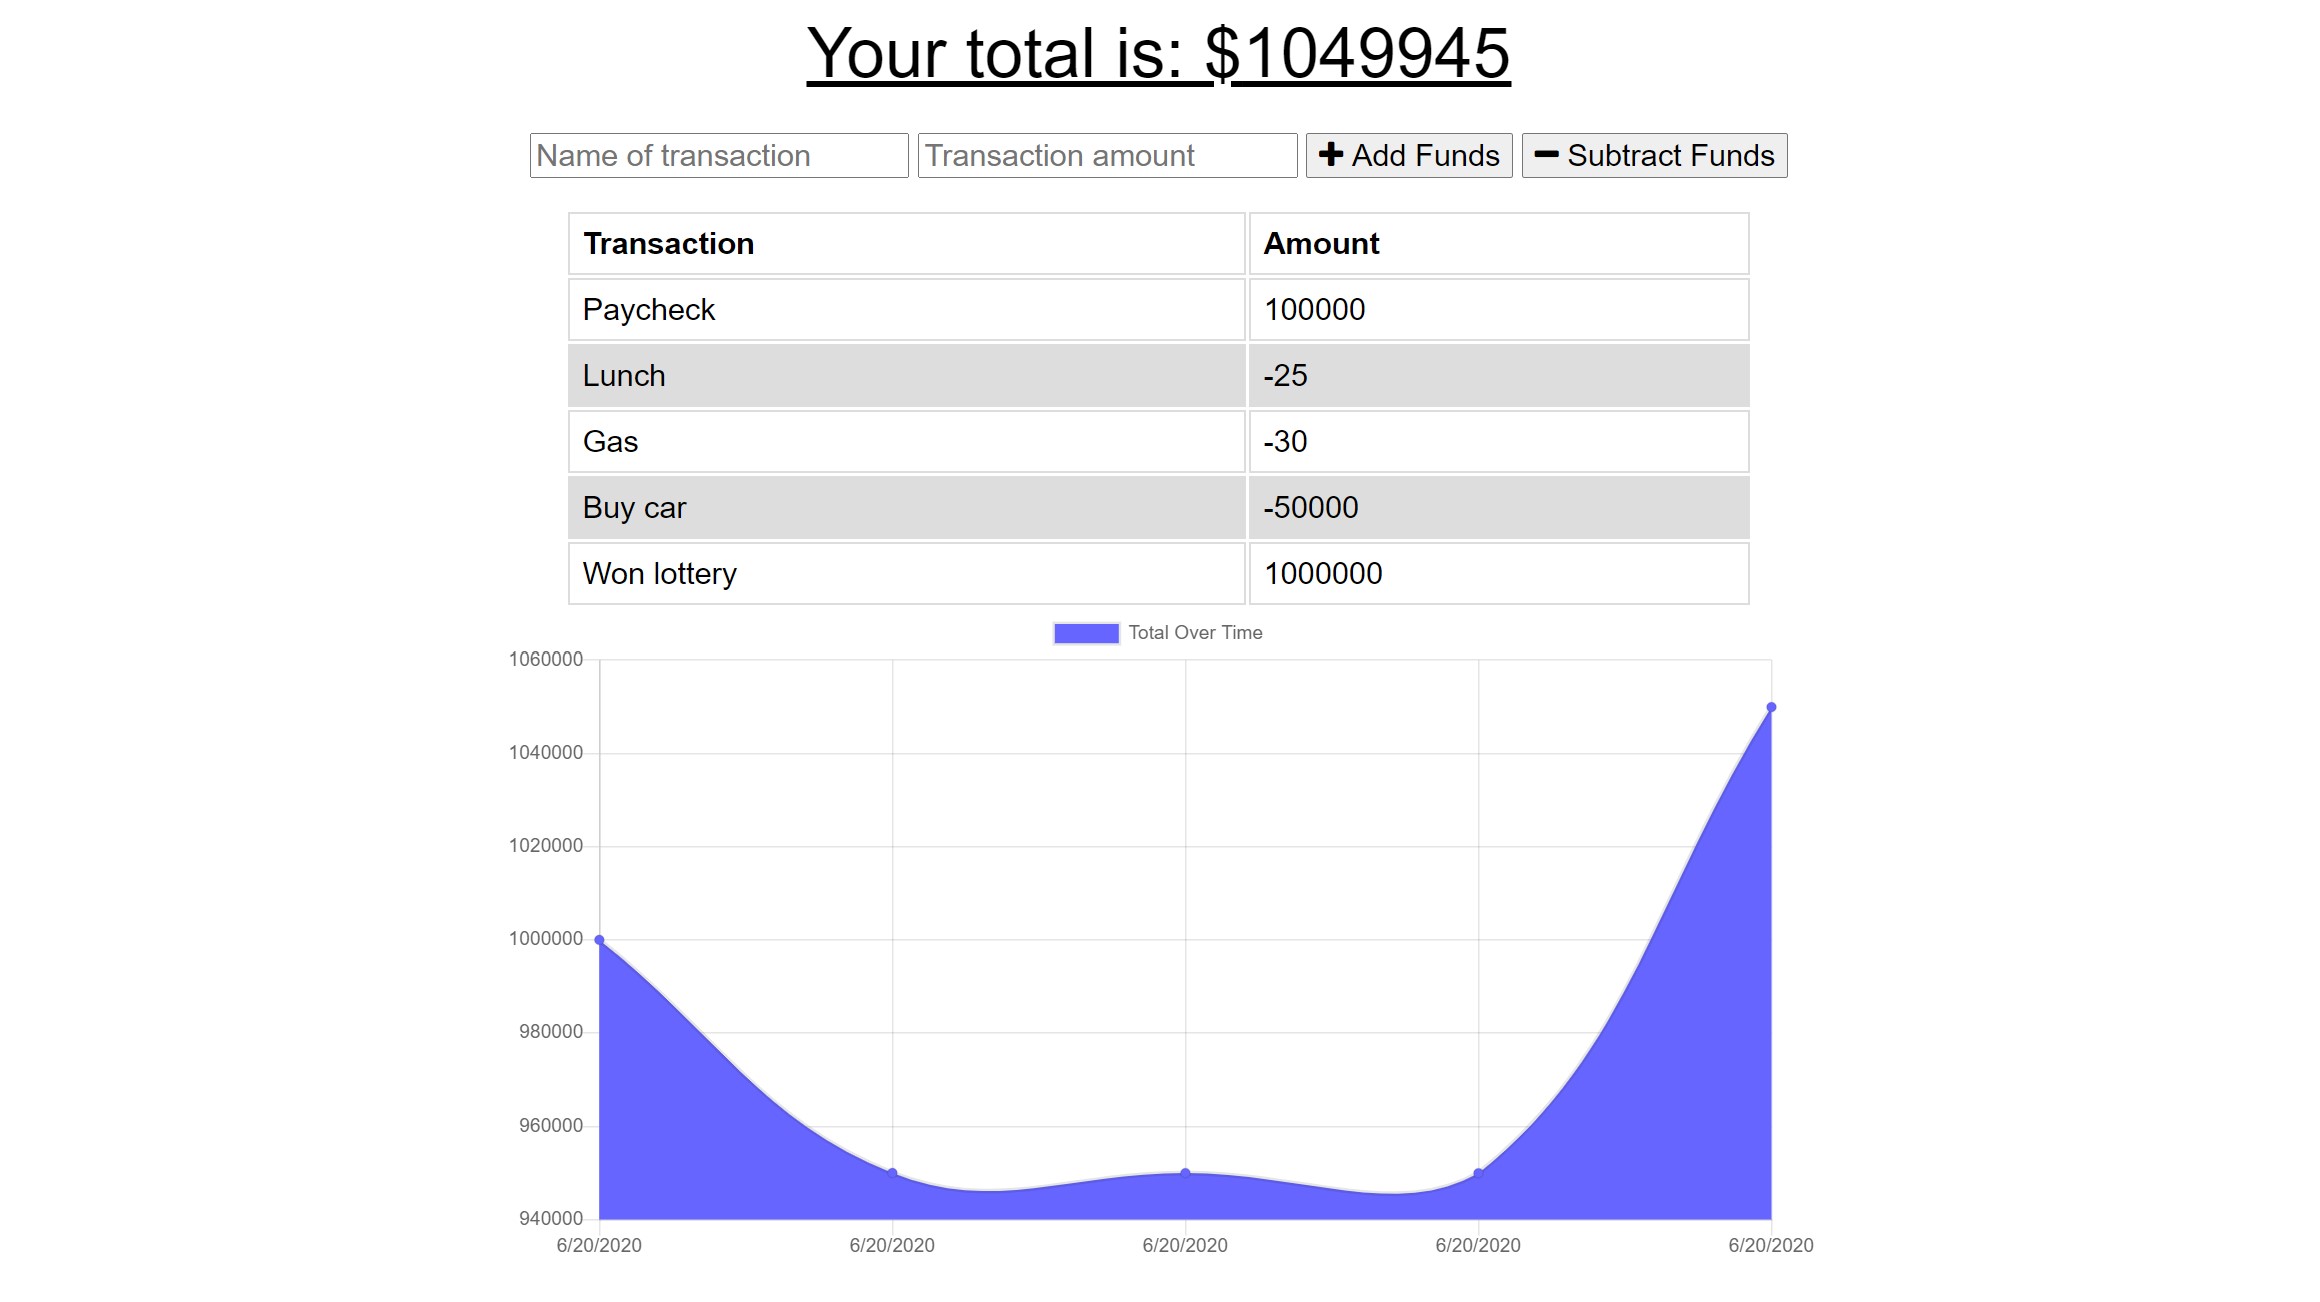 Your total is: $1049945
Name of transaction Transaction amount Add Funds Subtract Funds
Transaction Amount
Paycheck 100000
Lunch -25
Gas -30
Buy car -50000
Won lottery 1000000
Total Over Time
1060000
1040000
1020000
1000000
980000
960000
940000
6/20/2020 6/20/2020 6/20/2020 6/20/2020 6/20/2020